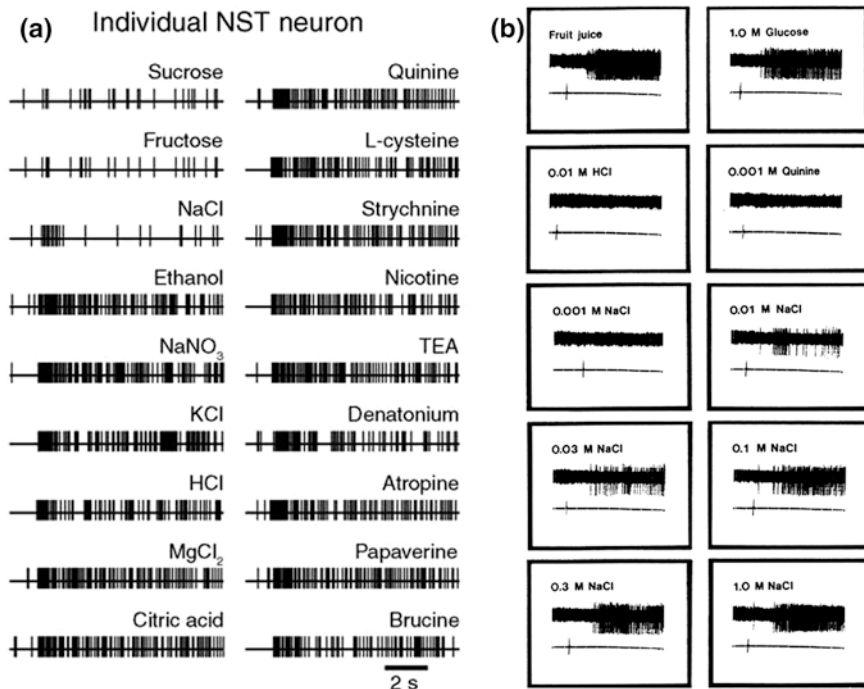 (a) Individual NST neuron
Sucrose
Fructose
NaCl
Ethanol
NaNO3
KCl
HCl
MgCl2
Citric acid
Quinine
L-cysteine
Strychnine
Nicotine
TEA
Denatonium
Atropine
Papaverine
Brucine
2 s
(b)
Fruit juice
1.0 M Glucose
0.01 M HCl
0.001 M Quinine
0.001 M NaCl
0.01 M NaCl
0.03 M NaCl
0.1 M NaCl
0.3 M NaCl
1.0 M NaCl